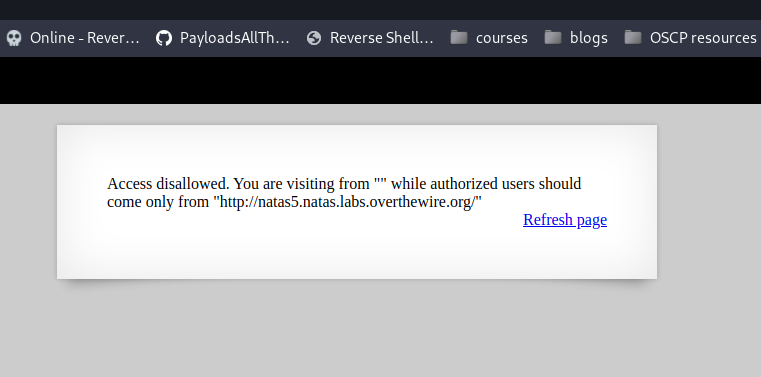 Online - Rever… PayloadsAllTh… Reverse Shell… courses blogs OSCP resources
Access disallowed. You are visiting from "" while authorized users should
come only from "http://natas5.natas.labs.overthewire.org/"
Refresh page